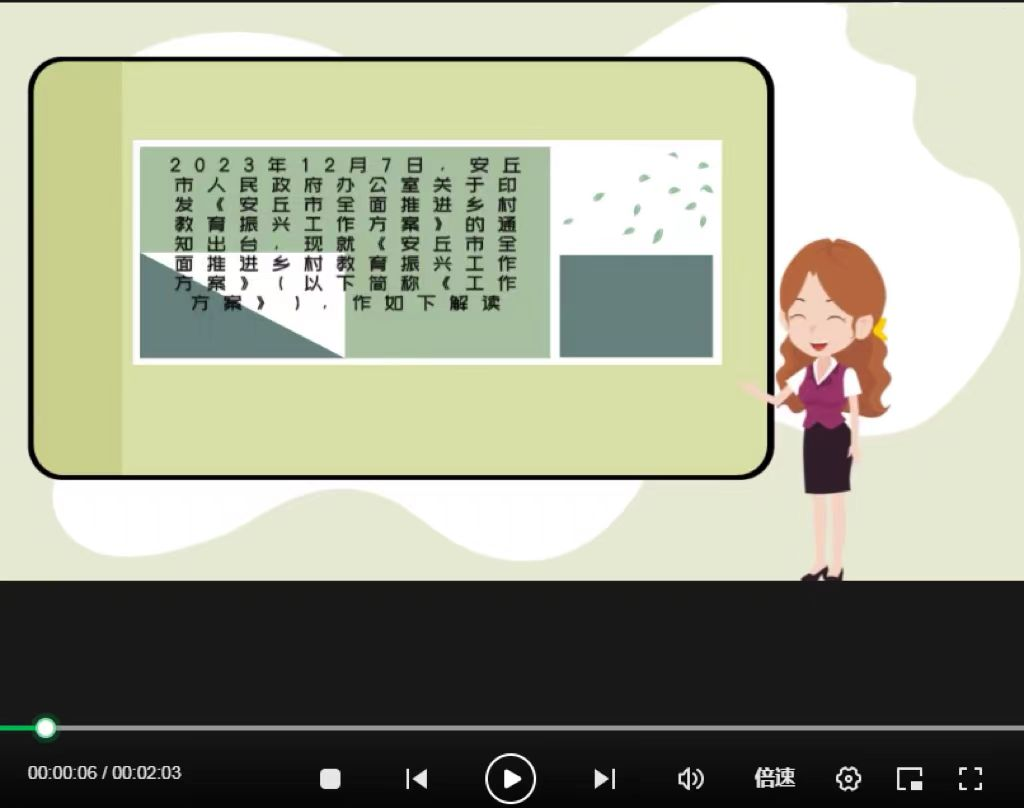 2023年12月7日，安丘
市人民政府办公室关于印
发《安丘市全面推进乡村
教育振兴工作方案》的通
知出台，现就《安丘市全
面推进乡村教育振兴工作
方案》（以下简称《工作
方案》），作如下解读
00:00:06 / 00:02:03
倍速